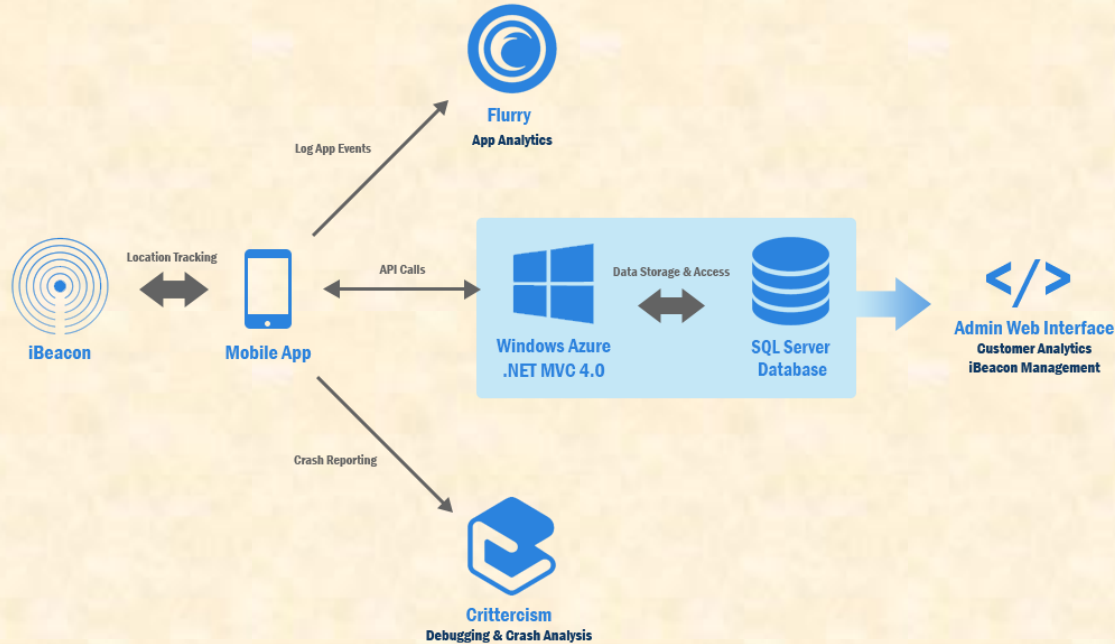 Flurry
App Analytics
Log App Events
Location Tracking
API Calls
Data Storage & Access
iBeacon
Mobile App
Windows Azure
.NET MVC 4.0
SQL Server
Database
</>
Admin Web Interface
Customer Analytics
iBeacon Management
Crash Reporting
Crittercism
Debugging & Crash Analysis